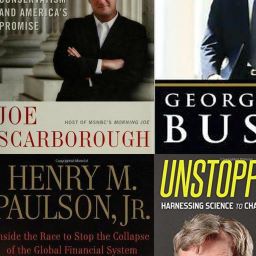 CONSERVATISM
AND AMERICA'S
PROMISE
JOE
HOST OF MSNBC'S MORNING JOE
SCARBOROUGH
GEORG
BUS
HENRY M.
PAULSON, JR.
Inside the Race to Stop the Collapse
of the Global Financial System
UNSTOPP
HARNESSING SCIENCE TO CHA